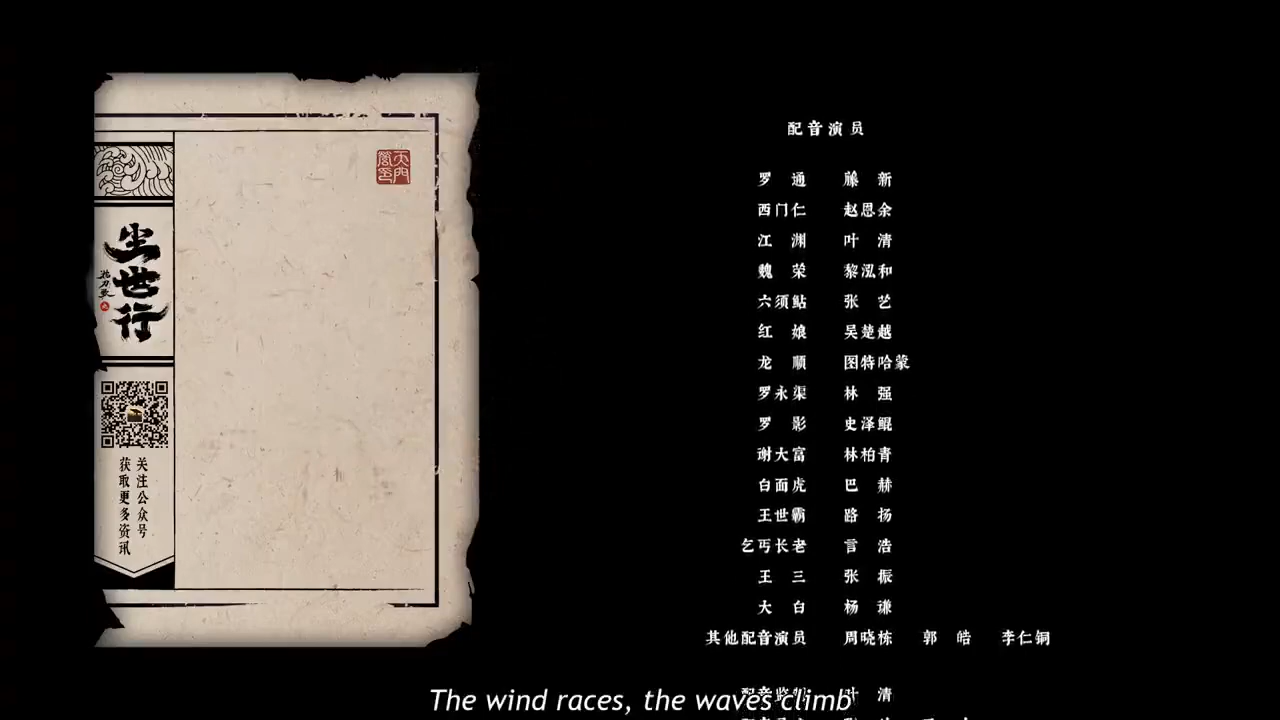 尘世行
关注公众号
获取更多资讯
配音演员
罗 通 滕 新
西门仁 赵思余
江 渊 叶 清
魏 荣 黎泓和
六须鲇 张 艺
红 娘 吴楚越
龙 顺 图特哈蒙
罗永渠 林 强
罗 影 史泽鲲
谢大富 林柏青
白面虎 巴 赫
王世霸 路 扬
乞丐长老 言 浩
王 三 张 振
大 白 杨 谦
其他配音演员 周晓栋 郭 皓 李仁铜
叶 清
The wind races, the waves climb